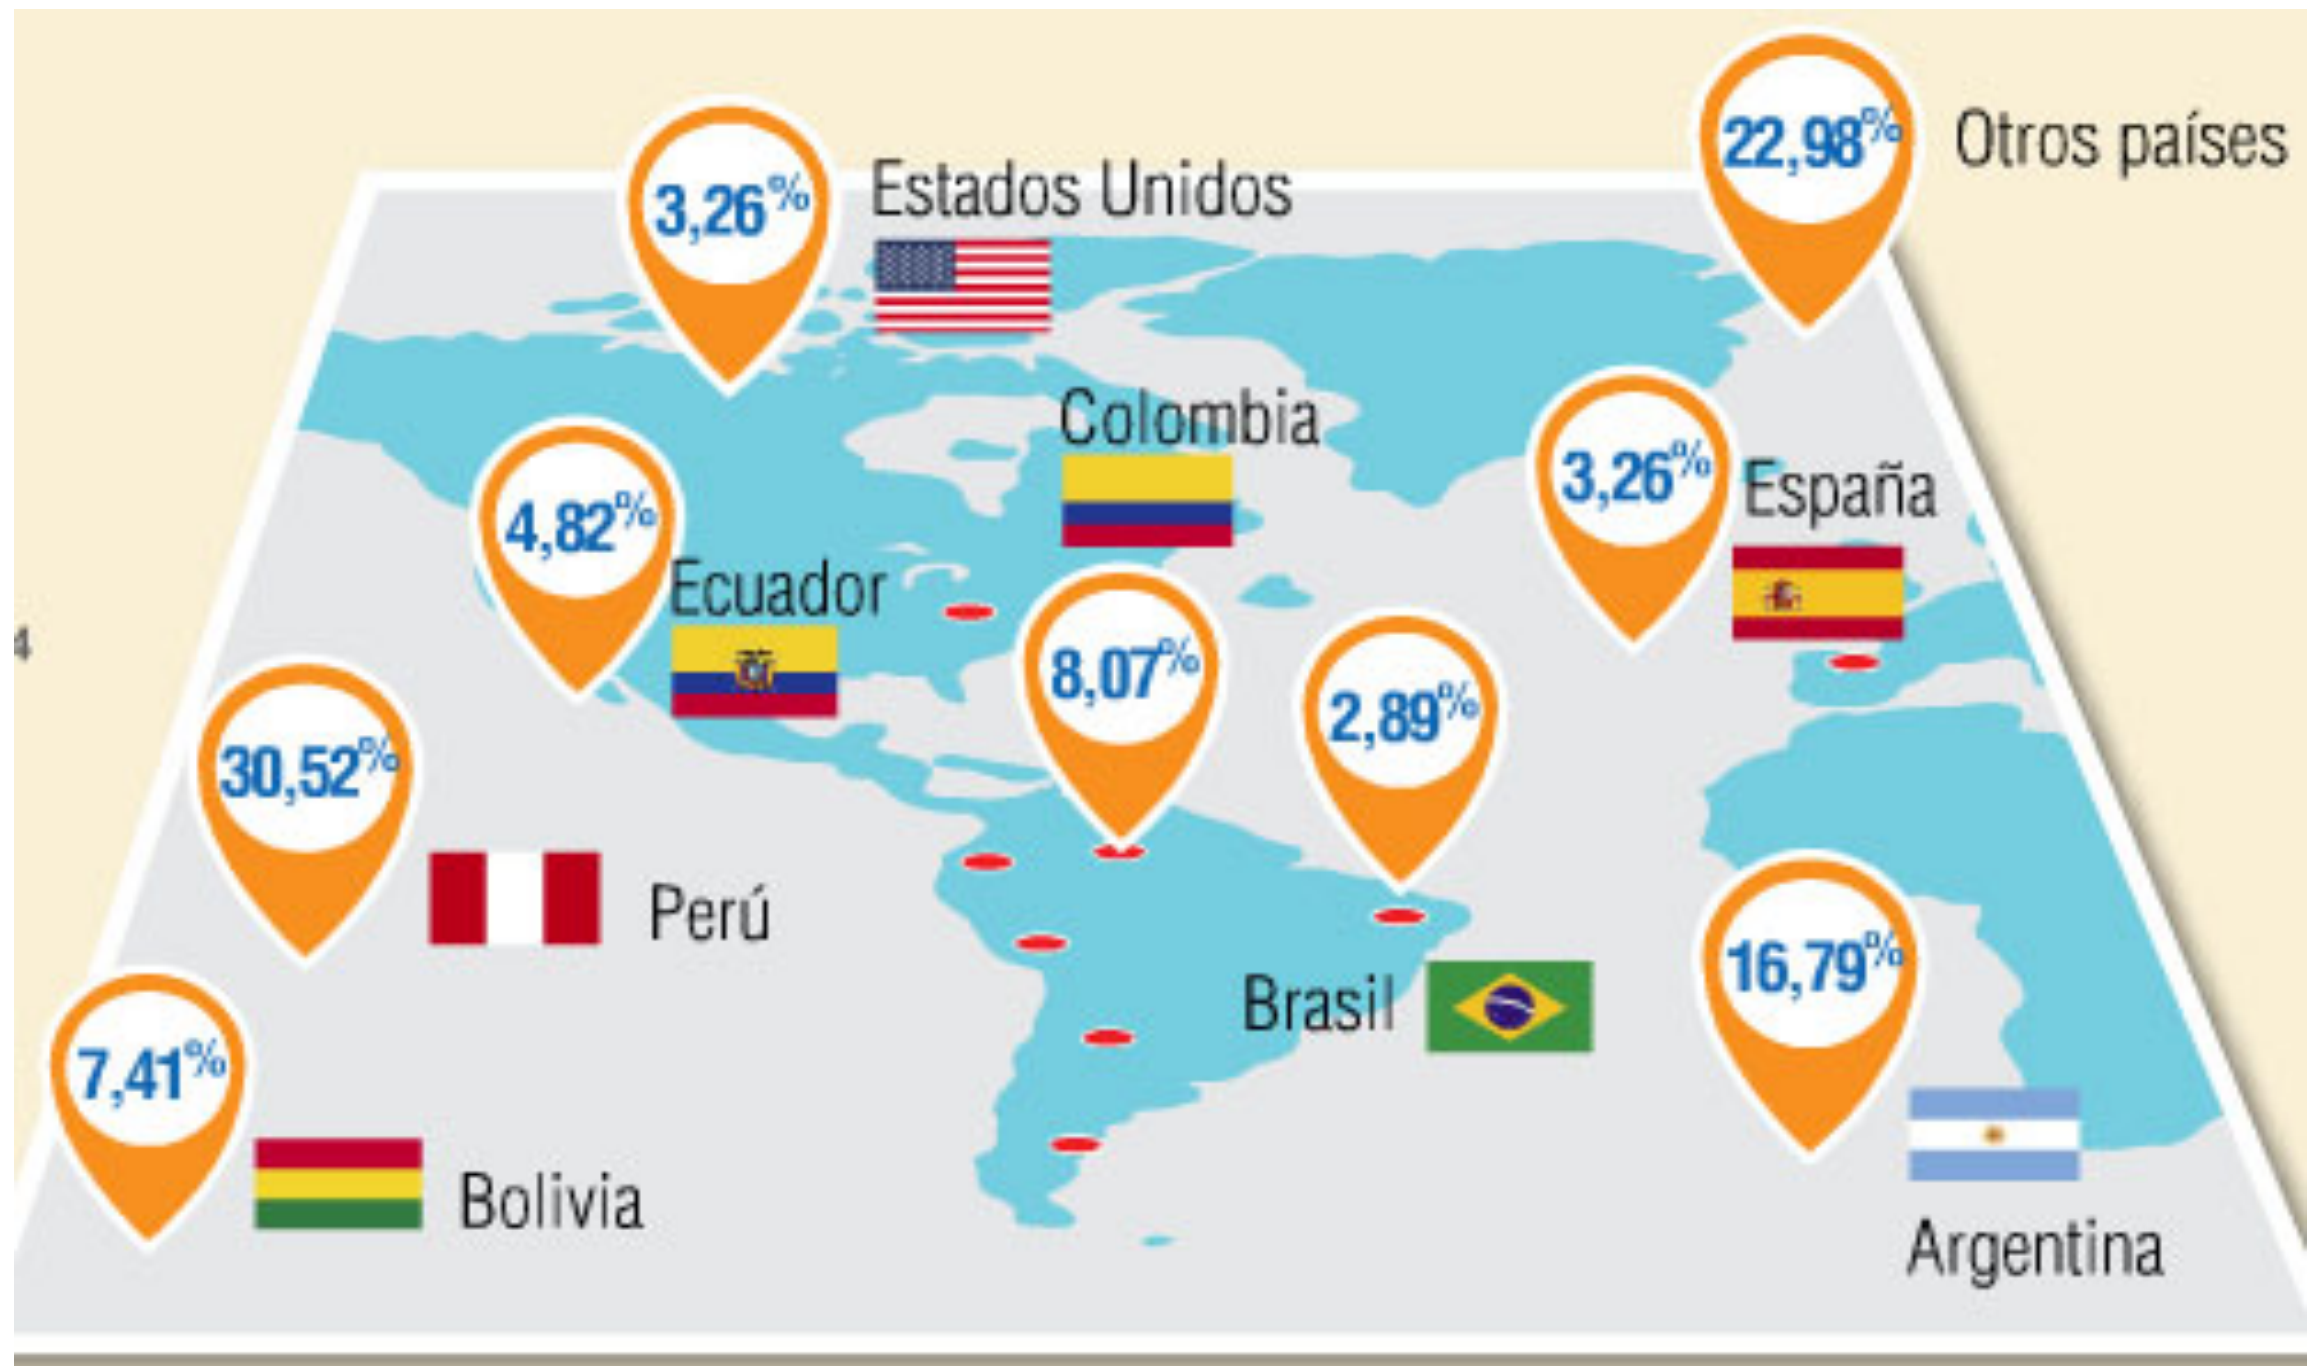 22,98%
Otros países
3,26%
Estados Unidos
Colombia
3,26%
España
4,82%
Ecuador
4
8,07%
2,89%
30,52%
Perú
16,79%
Brasil
7,41%
Bolivia
Argentina